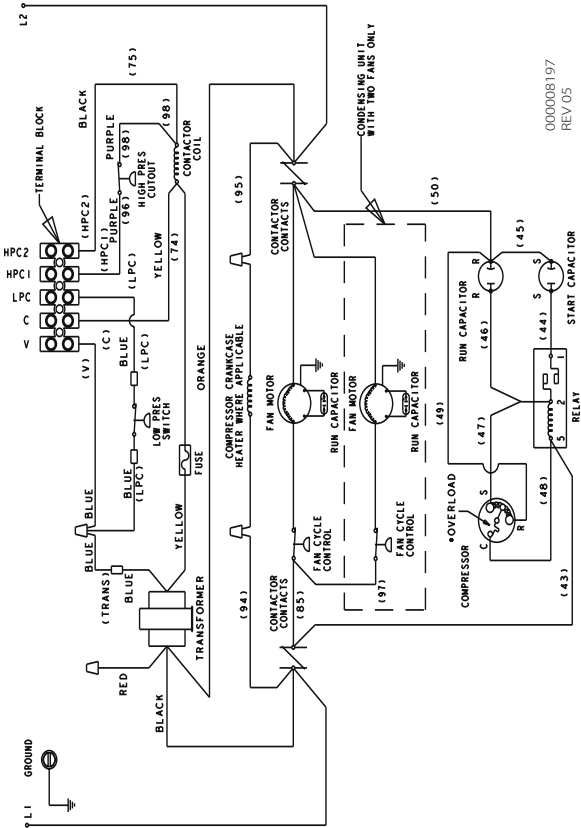 L2
TERMINAL BLOCK
HPC2
HPC1
LPC
C
V
(HPC2)
BLACK
(75)
(HPC1)
PURPLE
(96)
HIGH PRES
CUTOUT
PURPLE
(98)
(98)
CONTACTOR
COIL
YELLOW
(74)
(LPC)
BLUE
(LPC)
LOW PRES
SWITCH
BLUE
(LPC)
(C)
(V)
BLUE
BLUE
(TRANS)
BLUE
TRANSFORMER
YELLOW
FUSE
ORANGE
RED
BLACK
GROUND
L1
(95)
COMPRESSOR CRANKCASE
HEATER WHERE APPLICABLE
(94)
CONTACTOR
CONTACTS
CONTACTOR
CONTACTS
(85)
FAN MOTOR
RUN CAPACITOR
FAN CYCLE
CONTROL
CONDENSING UNIT
WITH TWO FANS ONLY
FAN MOTOR
RUN CAPACITOR
FAN CYCLE
CONTROL
(97)
(50)
(49)
RUN CAPACITOR
R
R
(45)
(46)
S
S
START CAPACITOR
(44)
(47)
1
2
5
RELAY
(48)
(43)
*OVERLOAD
COMPRESSOR
C
S
R
000008197
REV 05